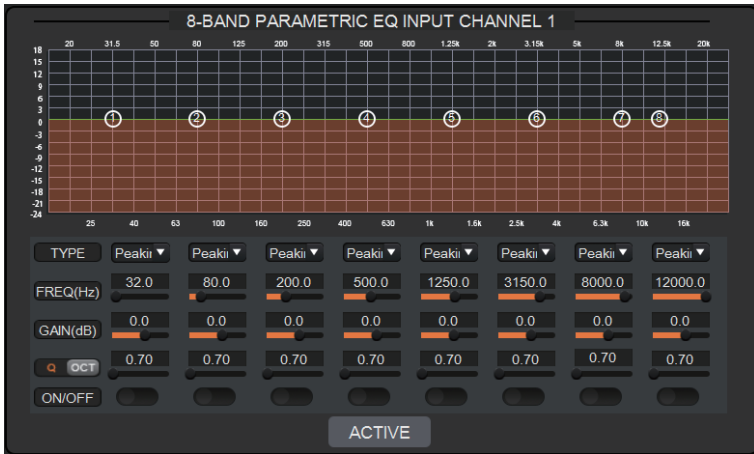 8-BAND PARAMETRIC EQ INPUT CHANNEL 1
20 31.5 50 80 125 200 315 500 800 1.25k 2k 3.15k 5k 8k 12.5k 20k
18
15
12
9
6
3
0 1 2 3 4 5 6 7 8
-3
-6
-9
-12
-15
-18
-21
-24
25 40 63 100 160 250 400 630 1k 1.6k 2.5k 4k 6.3k 10k 16k
TYPE Peakii Peakii Peakii Peakii Peakii Peakii Peakii Peakii
FREQ(Hz) 32.0 80.0 200.0 500.0 1250.0 3150.0 8000.0 12000.0
GAIN(dB) 0.0 0.0 0.0 0.0 0.0 0.0 0.0 0.0
Q OCT 0.70 0.70 0.70 0.70 0.70 0.70 0.70 0.70
ON/OFF
ACTIVE